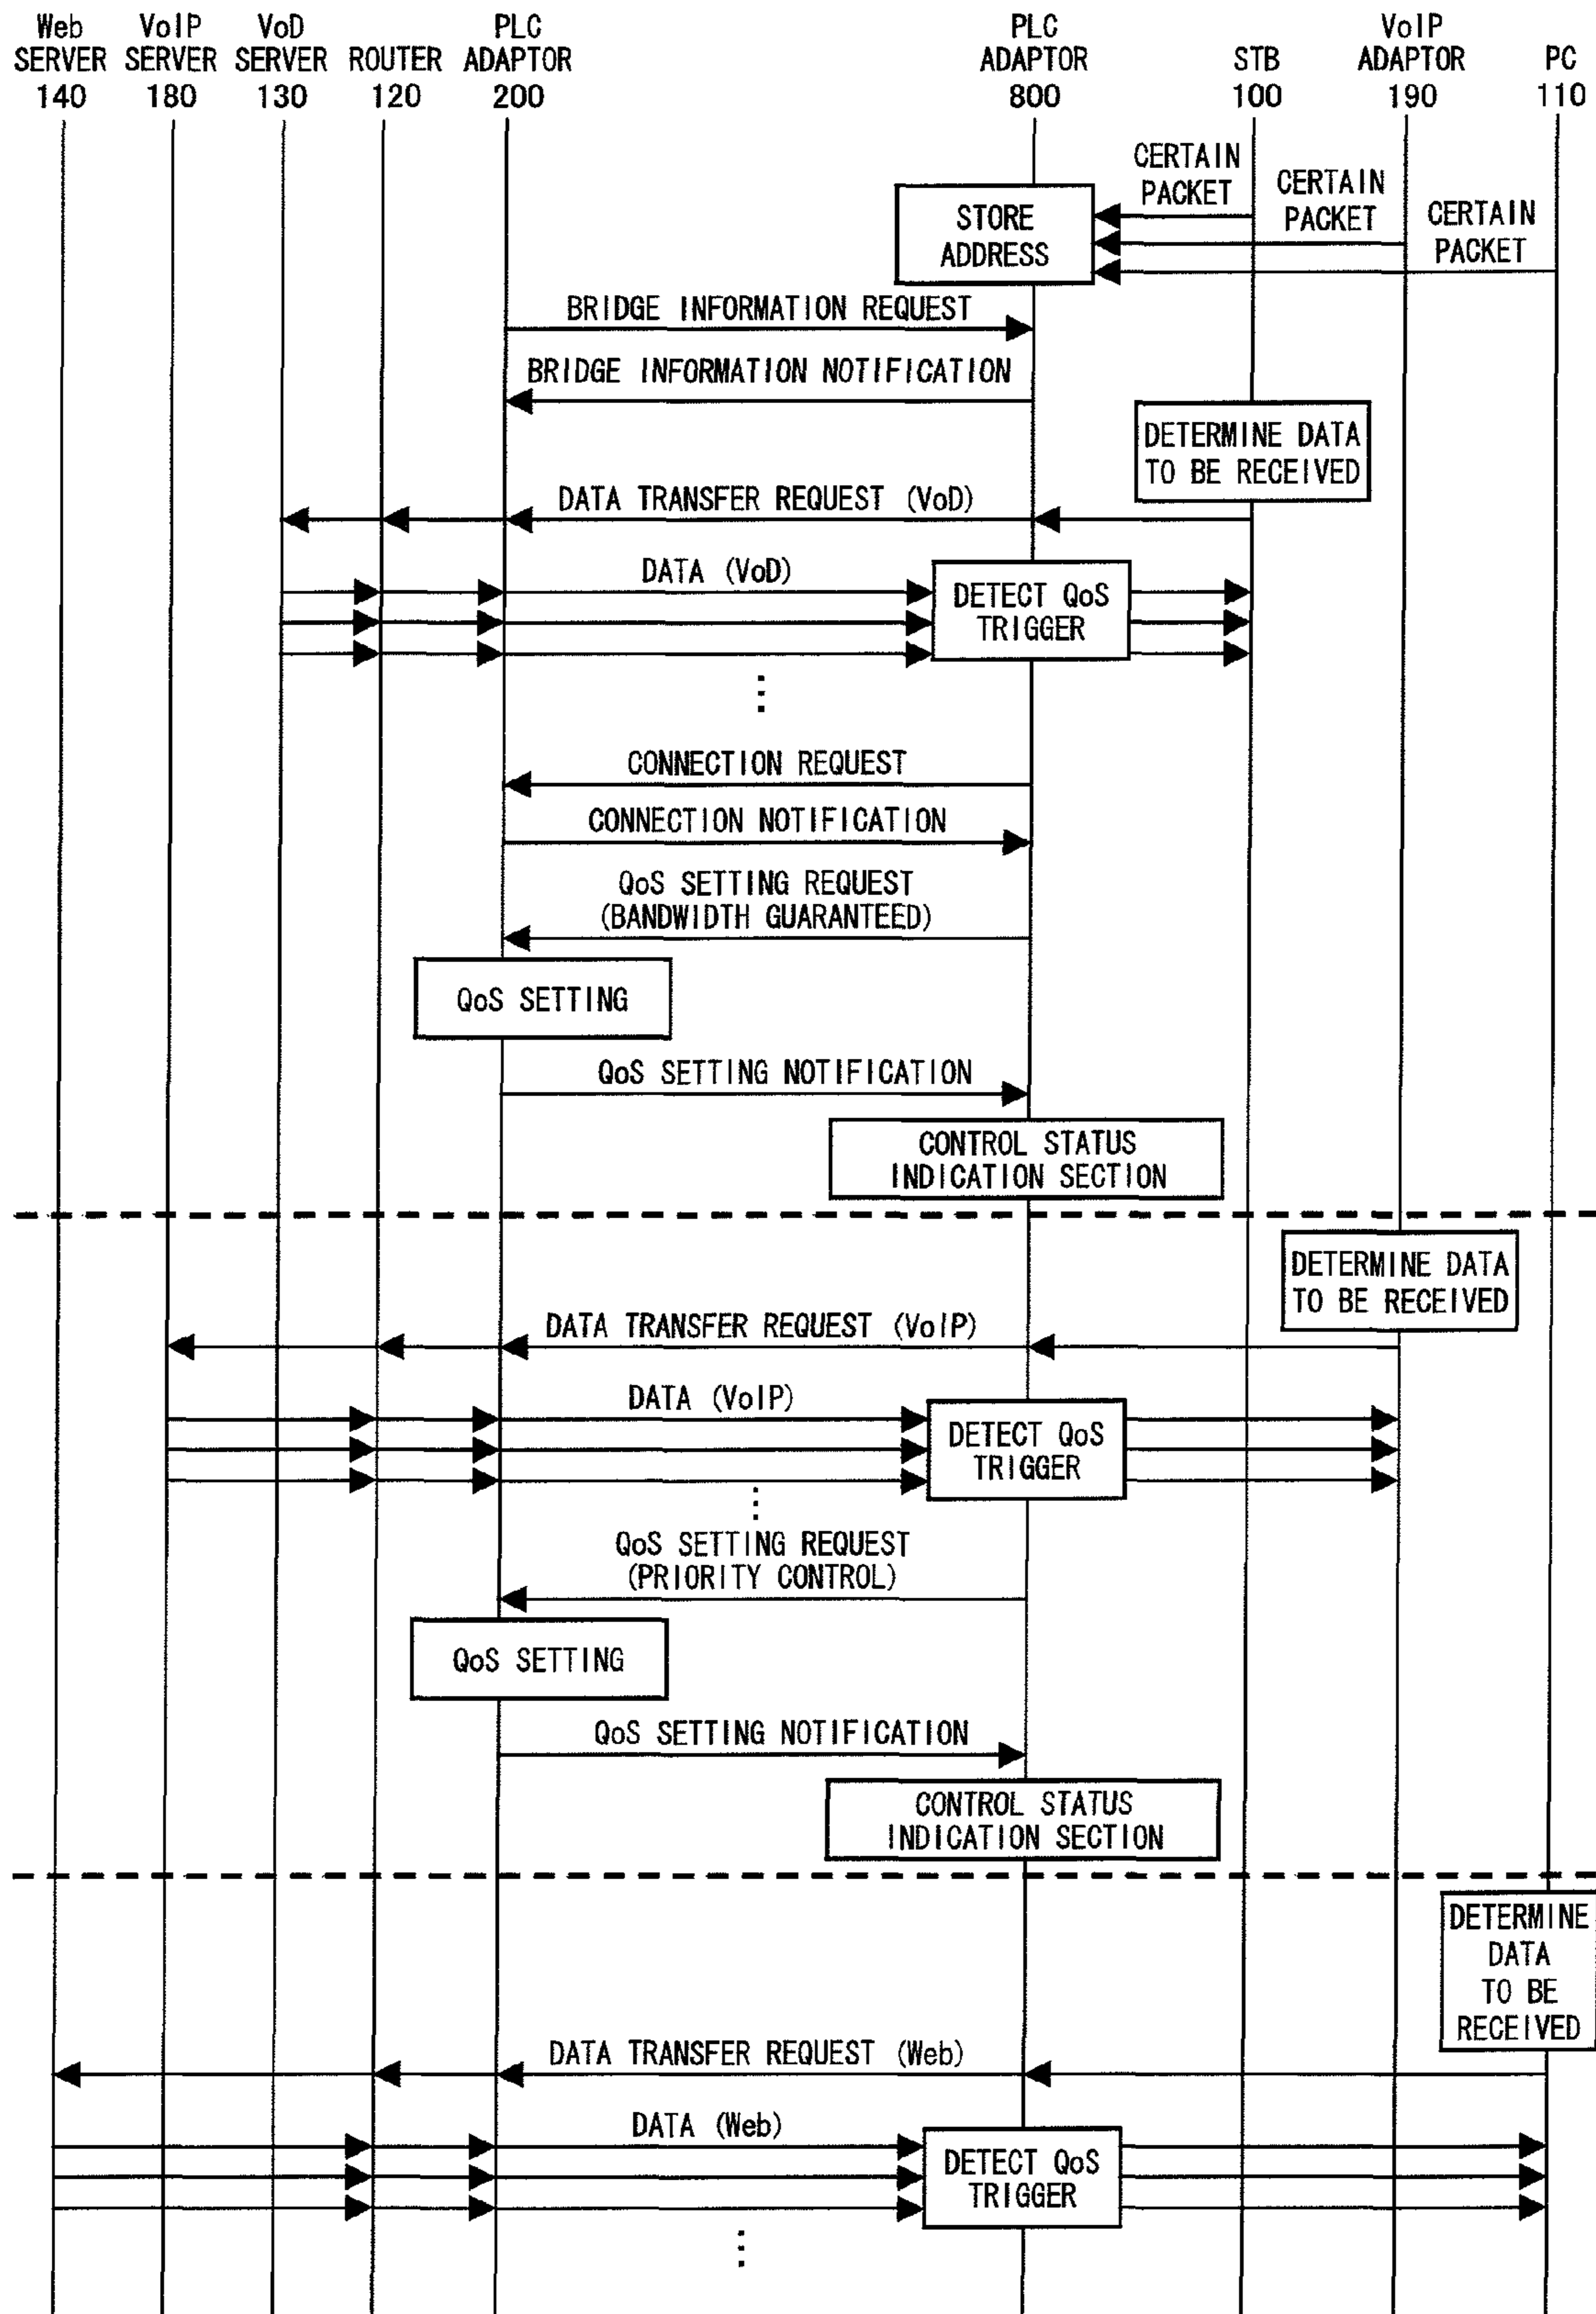 Web SERVER 140
VoIP SERVER 180
VoD SERVER 130
ROUTER 120
PLC ADAPTOR 200
PLC ADAPTOR 800
STB 100
VoIP ADAPTOR 190
PC 110
CERTAIN
PACKET
CERTAIN
PACKET
CERTAIN
PACKET
STORE
ADDRESS
BRIDGE INFORMATION REQUEST
BRIDGE INFORMATION NOTIFICATION
DETERMINE DATA
TO BE RECEIVED
DATA TRANSFER REQUEST (VoD)
DATA (VoD)
DETECT QoS
TRIGGER
CONNECTION REQUEST
CONNECTION NOTIFICATION
QoS SETTING REQUEST
(BANDWIDTH GUARANTEED)
QoS SETTING
QoS SETTING NOTIFICATION
CONTROL STATUS
INDICATION SECTION
DETERMINE DATA
TO BE RECEIVED
DATA TRANSFER REQUEST (VoIP)
DATA (VoIP)
DETECT QoS
TRIGGER
QoS SETTING REQUEST
(PRIORITY CONTROL)
QoS SETTING
QoS SETTING NOTIFICATION
CONTROL STATUS
INDICATION SECTION
DETERMINE
DATA
TO BE
RECEIVED
DATA TRANSFER REQUEST (Web)
DATA (Web)
DETECT QoS
TRIGGER